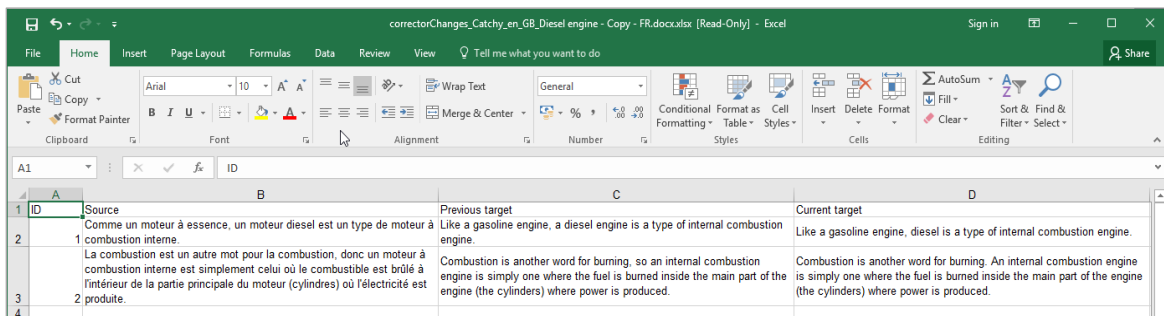 correctorChanges_Catchy_en_GB_Diesel engine - Copy - FR.docx.xlsx [Read-Only] - Excel
Sign in
File Home Insert Page Layout Formulas Data Review View Tell me what you want to do Share
Paste
Cut
Copy
Format Painter
Clipboard
Arial 10
B I U
Font
Wrap Text
Merge & Center
Alignment
General
% ,
Number
Conditional Formatting
Format as Table
Cell Styles
Styles
Insert Delete Format
Cells
AutoSum
Fill
Clear
Sort & Filter
Find & Select
Editing
A1 fx ID
A B C D
1 ID Source Previous target Current target
2 1 Comme un moteur à essence, un moteur diesel est un type de moteur à
combustion interne.
Like a gasoline engine, a diesel engine is a type of internal combustion
engine.
Like a gasoline engine, diesel is a type of internal combustion engine.
3 2 La combustion est un autre mot pour la combustion, donc un moteur à
combustion interne est simplement celui où le combustible est brûlé à
l'intérieur de la partie principale du moteur (cylindres) où l'électricité est
produite.
Combustion is another word for burning, so an internal combustion
engine is simply one where the fuel is burned inside the main part of the
engine (the cylinders) where power is produced.
Combustion is another word for burning. An internal combustion engine
is simply one where the fuel is burned inside the main part of the engine
(the cylinders) where power is produced.
4